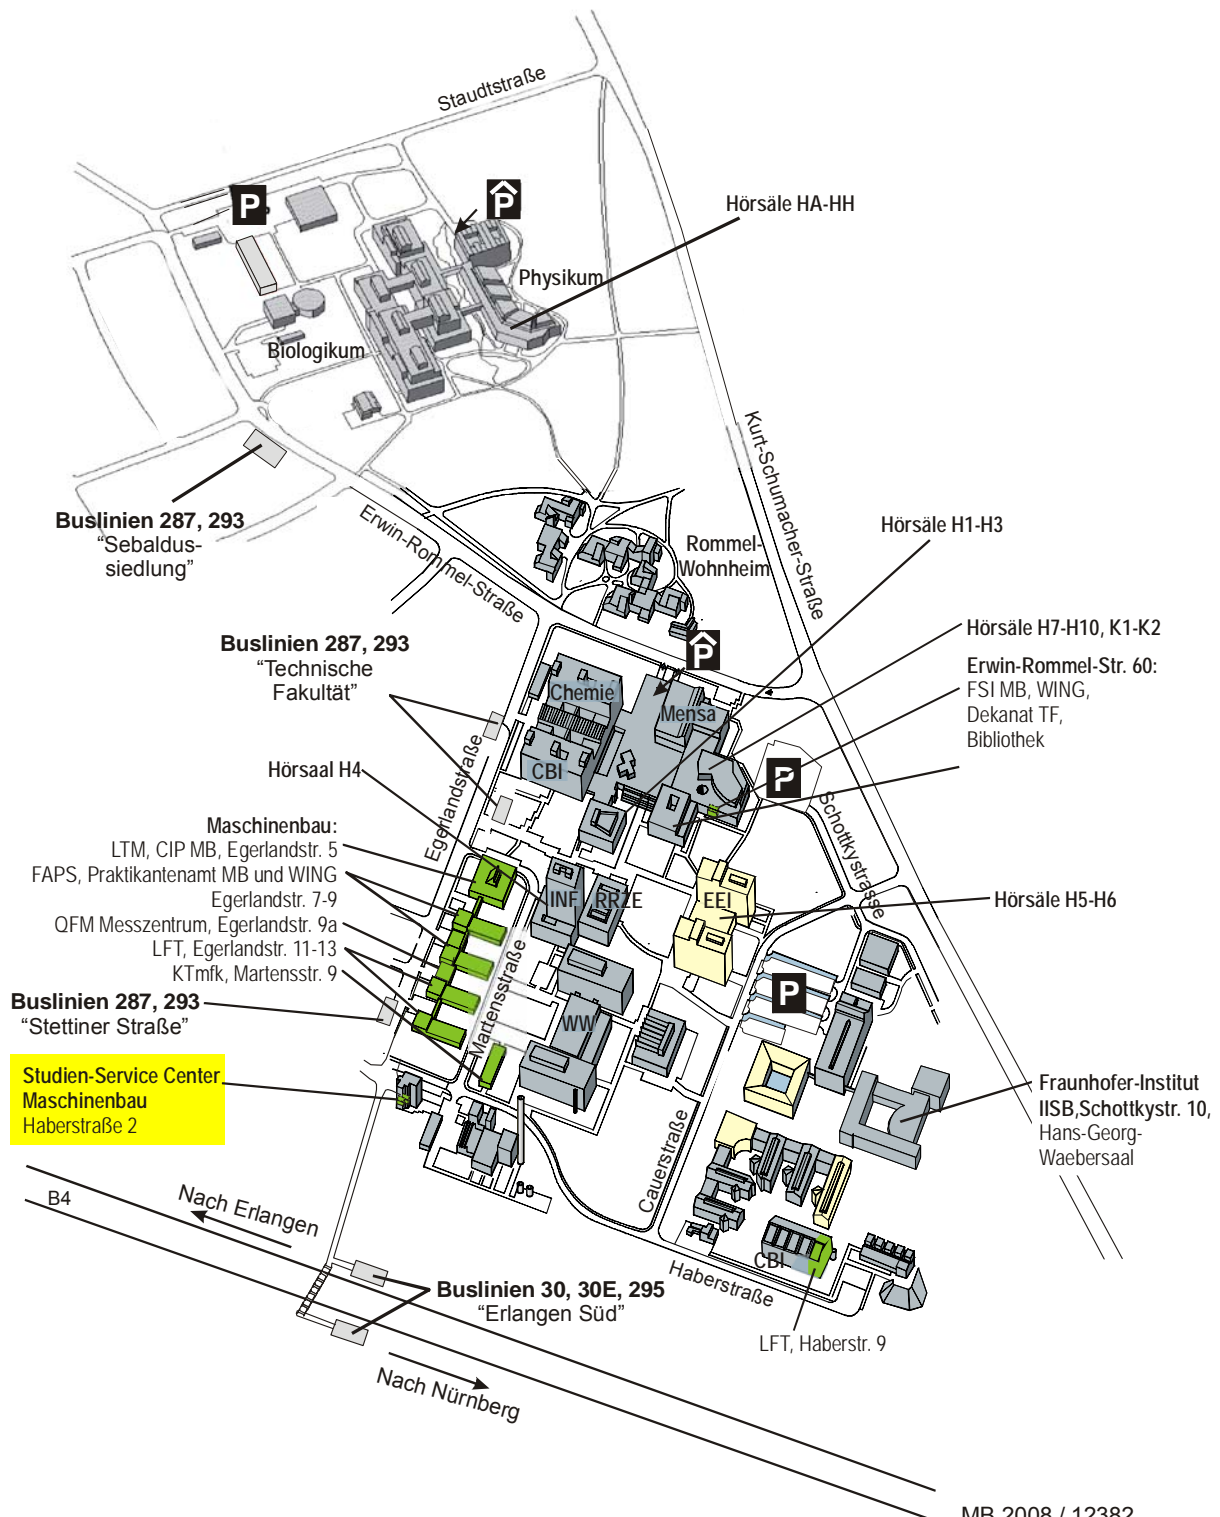 Staudtstraße
P
P
Hörsäle HA-HH
Physikum
Biologikum
Kurt-Schumacher-Straße
Buslinien 287, 293
“Sebaldus-
siedlung”
Erwin-Rommel-Straße
Rommel-
Wohnheim
Hörsäle H1-H3
Buslinien 287, 293
“Technische
Fakultät”
P
Hörsäle H7-H10, K1-K2
Erwin-Rommel-Str. 60:
FSI MB, WING,
Dekanat TF,
Bibliothek
Chemie
Mensa
CBI
P
Schottkystrasse
Egerlandstraße
Hörsaal H4
Maschinenbau:
LTM, CIP MB, Egerlandstr. 5
FAPS, Praktikantenamt MB und WING
Egerlandstr. 7-9
QFM Messzentrum, Egerlandstr. 9a
LFT, Egerlandstr. 11-13
KTmfk, Martensstr. 9
INF
RRZE
EEI
Hörsäle H5-H6
Martensstraße
Buslinien 287, 293
“Stettiner Straße”
P
WW
Studien-Service Center
Maschinenbau
Haberstraße 2
Fraunhofer-Institut
IISB,Schottkystr. 10,
Hans-Georg-
Waebersaal
Cauerstraße
B4
Nach Erlangen
CBI
Haberstraße
Buslinien 30, 30E, 295
“Erlangen Süd”
LFT, Haberstr. 9
Nach Nürnberg
MB 2008 / 12382